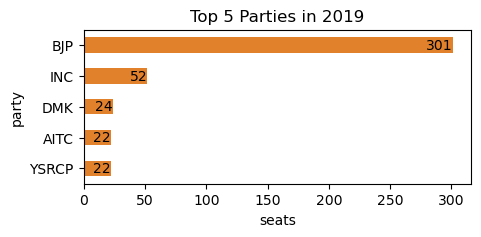 Top 5 Parties in 2019
party
BJP 301
INC 52
DMK 24
AITC 22
YSRCP 22
0 50 100 150 200 250 300
seats